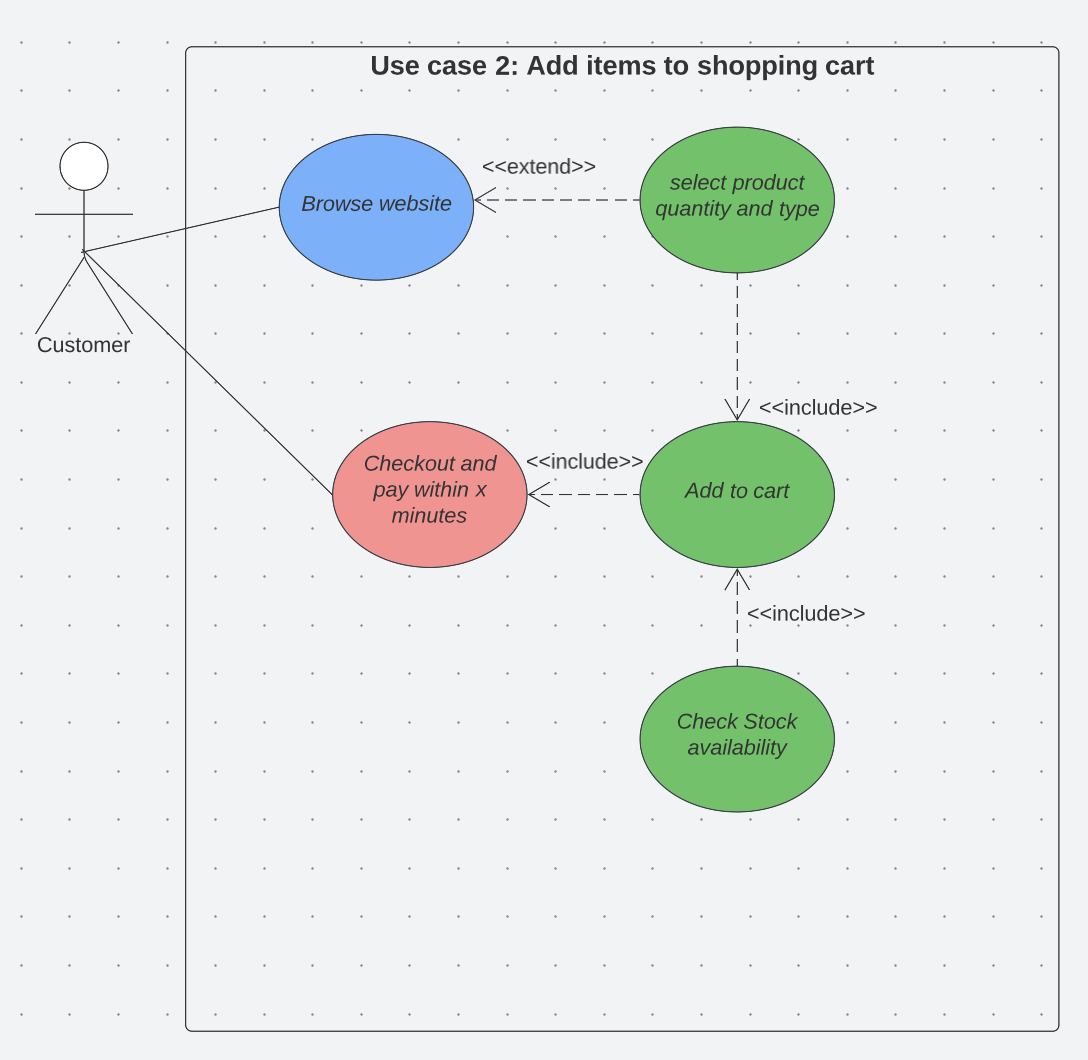 Use case 2: Add items to shopping cart
<<extend>>
select product
quantity and type
Browse website
Customer
<<include>>
Checkout and
pay within x
minutes
<<include>>
Add to cart
<<include>>
Check Stock
availability